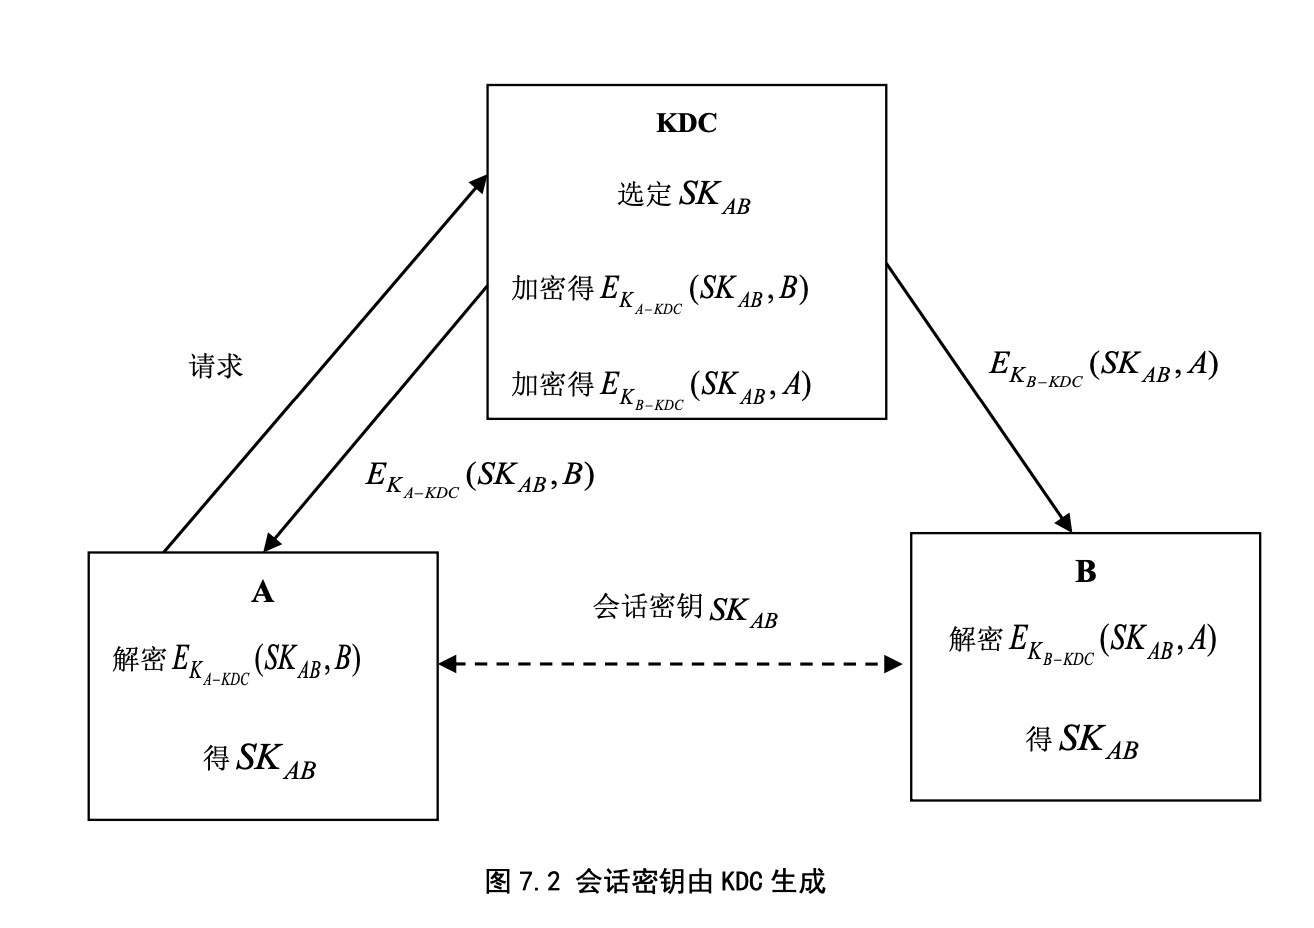 KDC
选定 SK_{AB}
加密得 E_{K_{A-KDC}}(SK_{AB}, B)
加密得 E_{K_{B-KDC}}(SK_{AB}, A)
请求
E_{K_{A-KDC}}(SK_{AB}, B)
E_{K_{B-KDC}}(SK_{AB}, A)
A
解密 E_{K_{A-KDC}}(SK_{AB}, B)
得 SK_{AB}
会话密钥 SK_{AB}
B
解密 E_{K_{B-KDC}}(SK_{AB}, A)
得 SK_{AB}
图 7.2 会话密钥由 KDC 生成